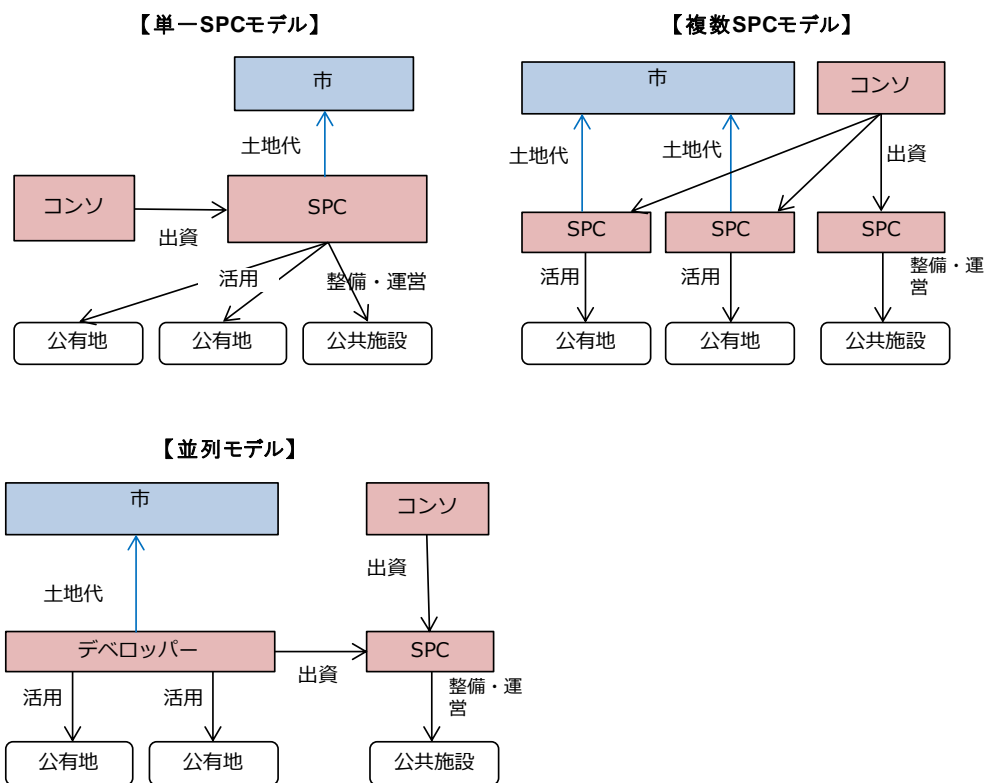 【単一SPCモデル】
市
土地代
コンソ
出資
SPC
活用
整備・運営
公有地
公有地
公共施設
【複数SPCモデル】
市
コンソ
土地代
土地代
出資
SPC
SPC
SPC
活用
活用
整備・運
営
公有地
公有地
公共施設
【並列モデル】
市
コンソ
土地代
出資
デベロッパー
出資
SPC
活用
活用
整備・運
営
公有地
公有地
公共施設